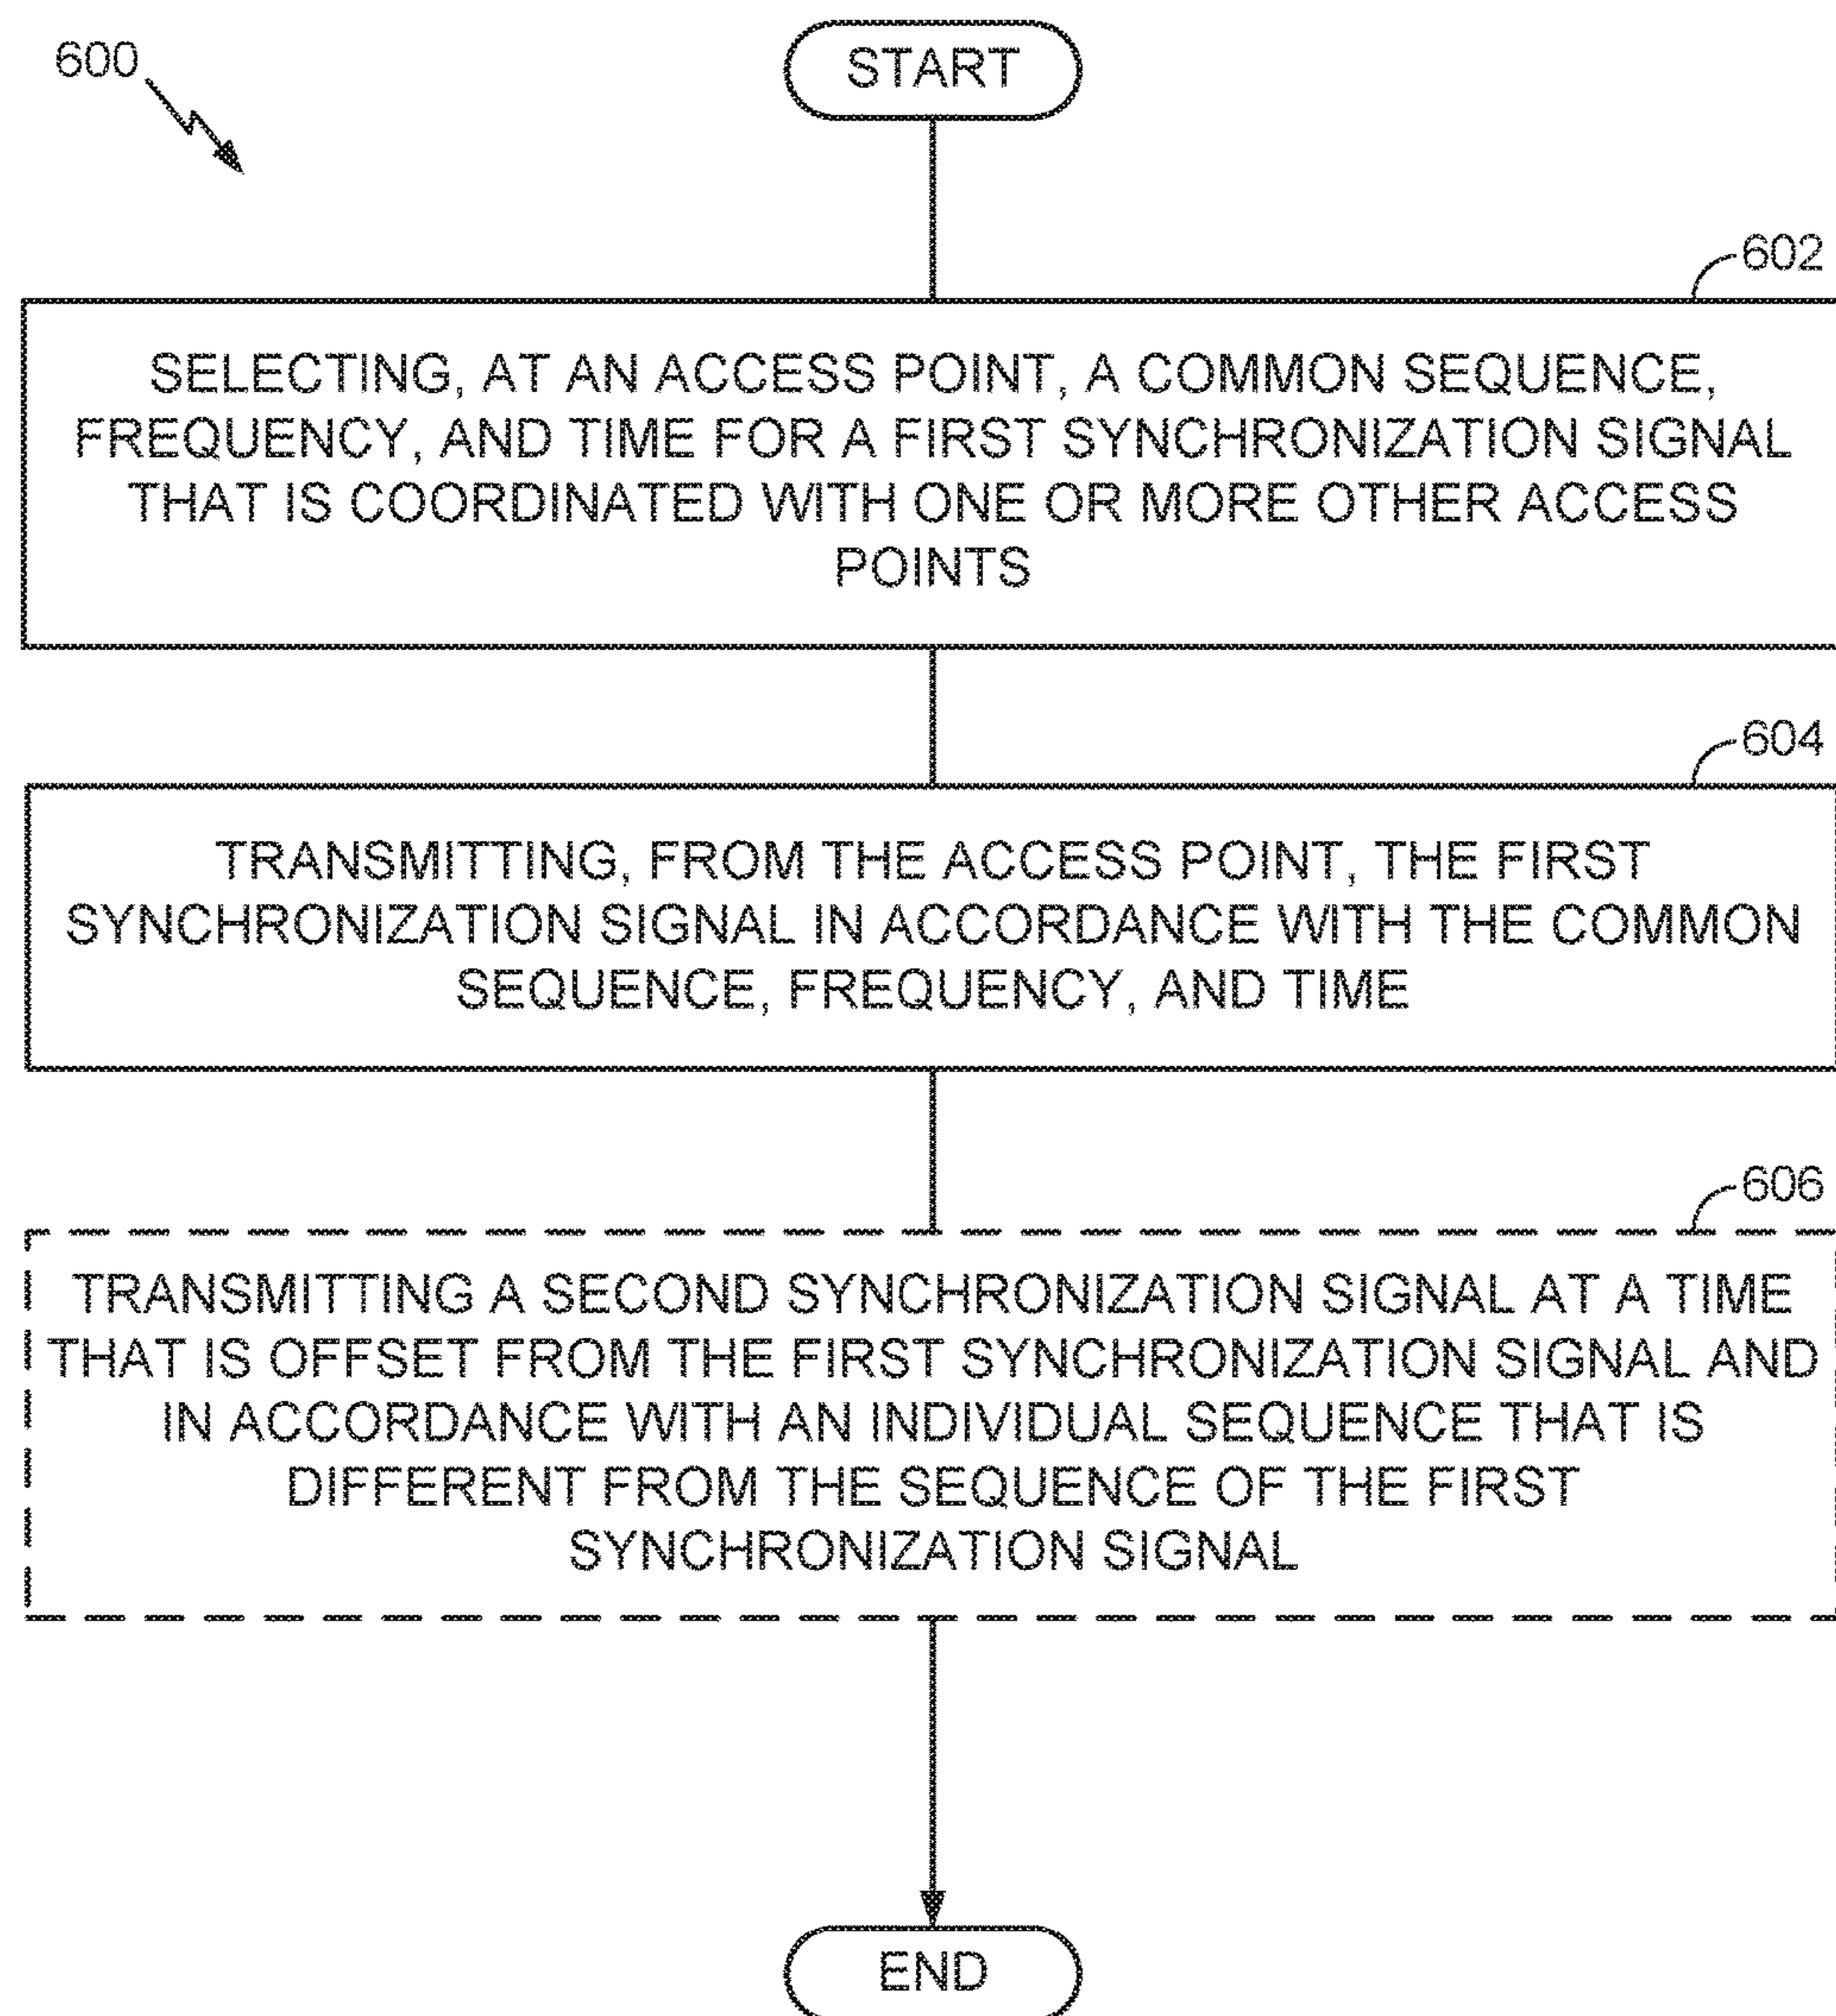 600
START
602
SELECTING, AT AN ACCESS POINT, A COMMON SEQUENCE,
FREQUENCY, AND TIME FOR A FIRST SYNCHRONIZATION SIGNAL
THAT IS COORDINATED WITH ONE OR MORE OTHER ACCESS
POINTS
604
TRANSMITTING, FROM THE ACCESS POINT, THE FIRST
SYNCHRONIZATION SIGNAL IN ACCORDANCE WITH THE COMMON
SEQUENCE, FREQUENCY, AND TIME
606
TRANSMITTING A SECOND SYNCHRONIZATION SIGNAL AT A TIME
THAT IS OFFSET FROM THE FIRST SYNCHRONIZATION SIGNAL AND
IN ACCORDANCE WITH AN INDIVIDUAL SEQUENCE THAT IS
DIFFERENT FROM THE SEQUENCE OF THE FIRST
SYNCHRONIZATION SIGNAL
END